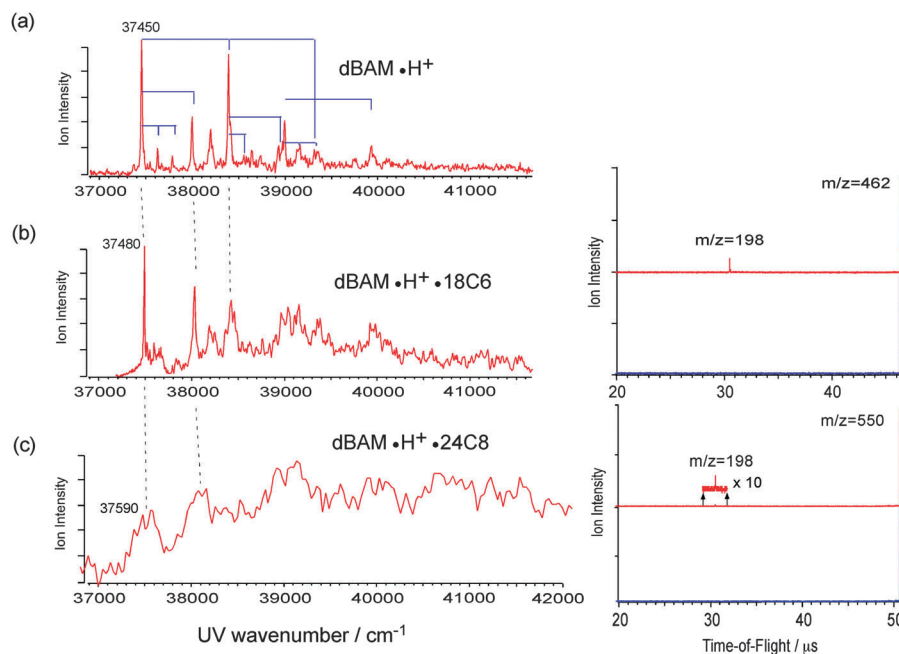 (a)
37450
dBAM •H⁺
Ion Intensity
37000 38000 39000 40000 41000
(b)
37480
dBAM •H⁺ •18C6
Ion Intensity
37000 38000 39000 40000 41000
m/z=462
m/z=198
Ion Intensity
20 30 40 50
(c)
dBAM •H⁺ •24C8
37590
Ion Intensity
37000 38000 39000 40000 41000 42000
UV wavenumber / cm⁻¹
m/z=550
m/z=198
x 10
Ion Intensity
20 30 40 50
Time-of-Flight / μs